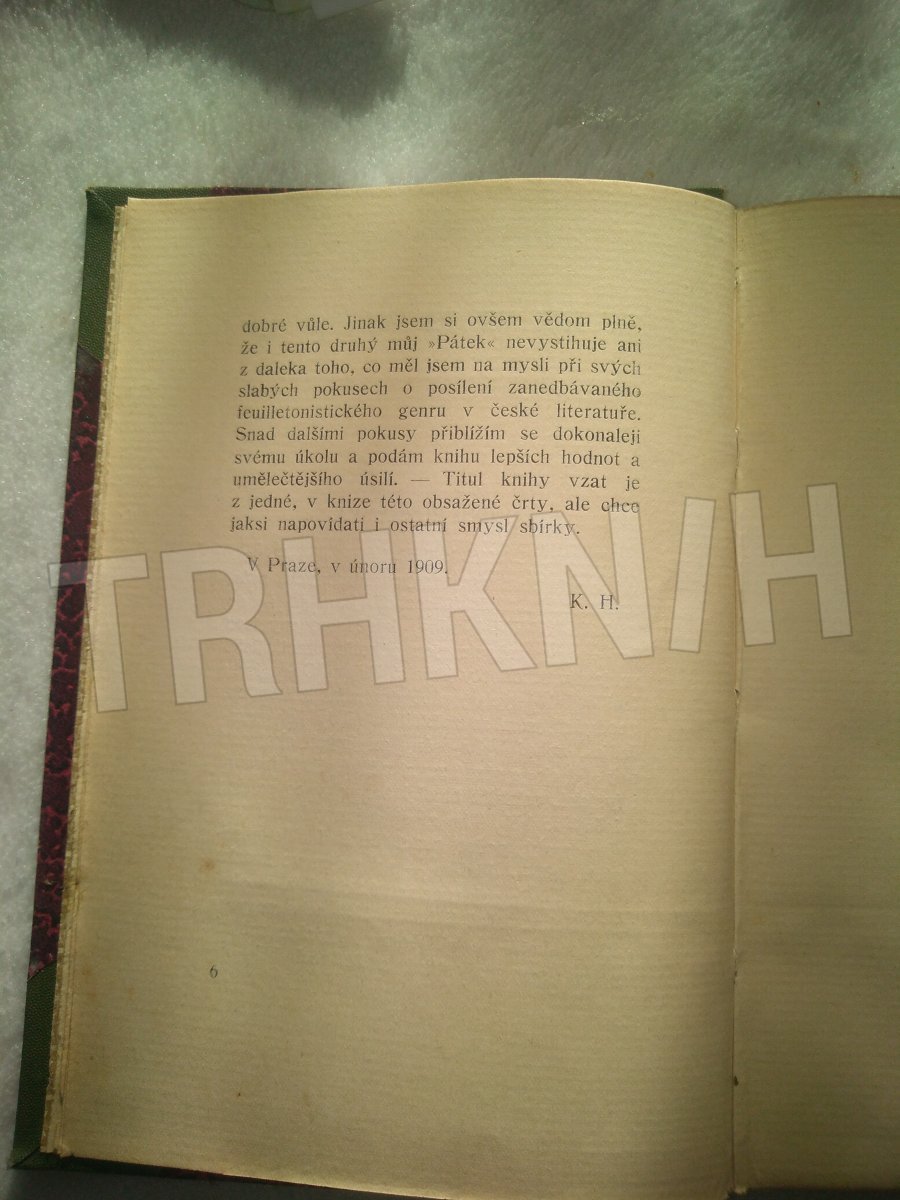 dobré vůle. Jinak jsem si ovšem vědom plně,
že i tento druhý můj »Pátek« nevystihuje ani
z daleka toho, co měl jsem na mysli při svých
slabých pokusech o posílení zanedbávaného
feuilletonistického genru v české literatuře.
Snad dalšími pokusy přiblížím se dokonaleji
svému úkolu a podám knihu lepších hodnot a
umělečtějšího úsilí. — Titul knihy vzat je
z jedné, v knize této obsažené črty, ale chce
jaksi napovídati i ostatní smysl sbírky.
V Praze, v únoru 1909.
K. H.
TRHKNIH
6